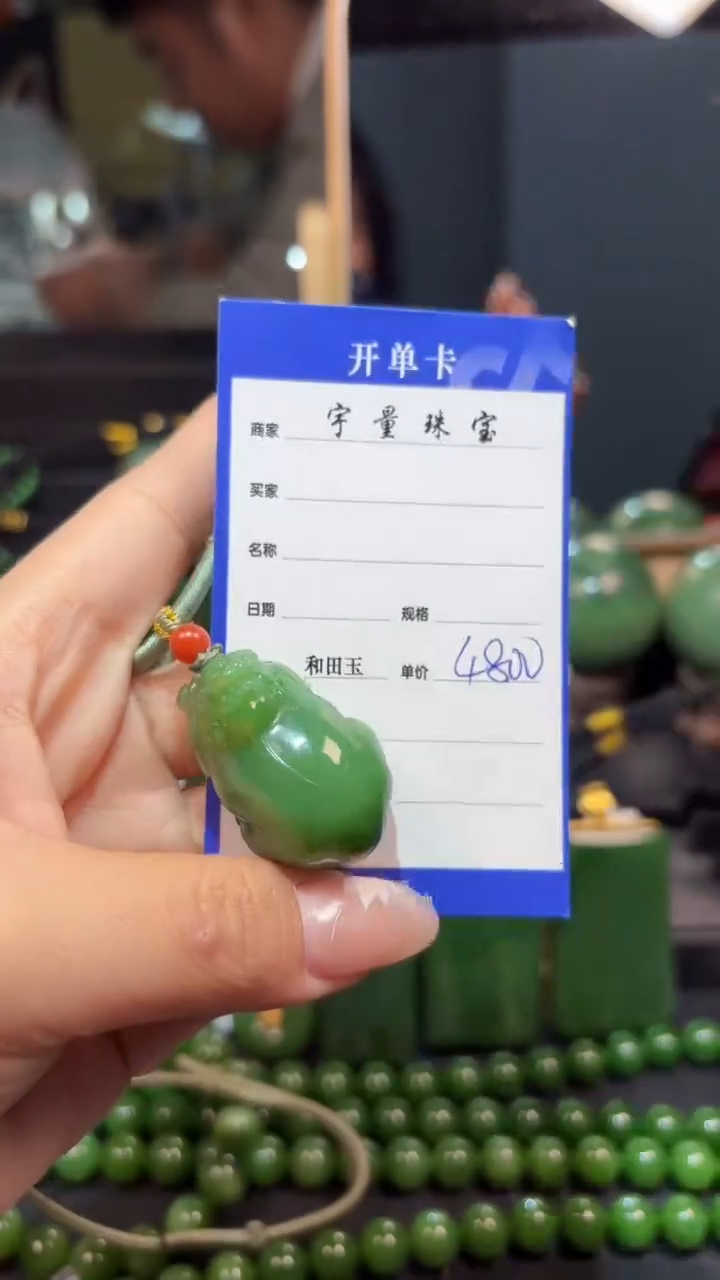 开单卡
商家 宇量珠宝
买家
名称
日期 规格
和田玉 单价 4800